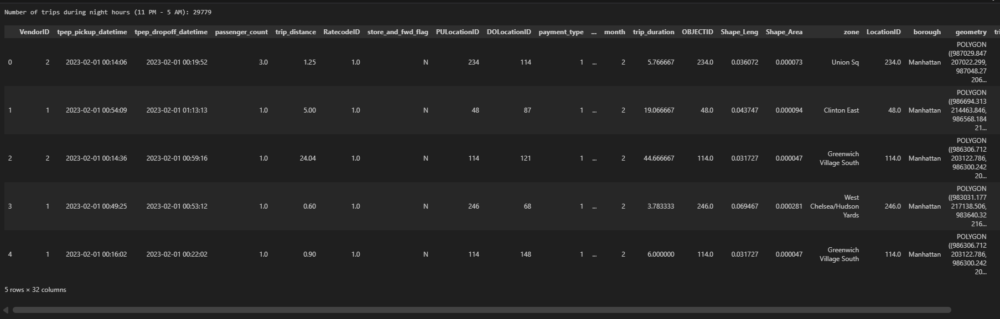 Number of trips during night hours (11 PM - 5 AM): 29779
VendorID tpep_pickup_datetime tpep_dropoff_datetime passenger_count trip_distance RatecodeID store_and_fwd_flag PULocationID DOLocationID payment_type ... month trip_duration OBJECTID Shape_Leng Shape_Area zone LocationID borough geometry tri
0 2 2023-02-01 00:14:06 2023-02-01 00:19:52 3.0 1.25 1.0 N 234 114 1 ... 2 5.766667 234.0 0.036072 0.000073 Union Sq 234.0 Manhattan POLYGON
((987029.847
207022.299,
987048.27
206...
1 1 2023-02-01 00:54:09 2023-02-01 01:13:13 1.0 5.00 1.0 N 48 87 1 ... 2 19.066667 48.0 0.043747 0.000094 Clinton East 48.0 Manhattan POLYGON
((986694.313
214463.846,
986568.184
21...
2 2 2023-02-01 00:14:36 2023-02-01 00:59:16 1.0 24.04 1.0 N 114 121 1 ... 2 44.666667 114.0 0.031727 0.000047 Greenwich
Village South 114.0 Manhattan POLYGON
((986306.712
203122.786,
986300.242
20...
3 1 2023-02-01 00:49:25 2023-02-01 00:53:12 1.0 0.60 1.0 N 246 68 1 ... 2 3.783333 246.0 0.069467 0.000281 West
Chelsea/Hudson
Yards 246.0 Manhattan POLYGON
((983031.177
217138.506,
983640.32
216...
4 1 2023-02-01 00:16:02 2023-02-01 00:22:02 1.0 0.90 1.0 N 114 148 1 ... 2 6.000000 114.0 0.031727 0.000047 Greenwich
Village South 114.0 Manhattan POLYGON
((986306.712
203122.786,
986300.242
20...
5 rows × 32 columns